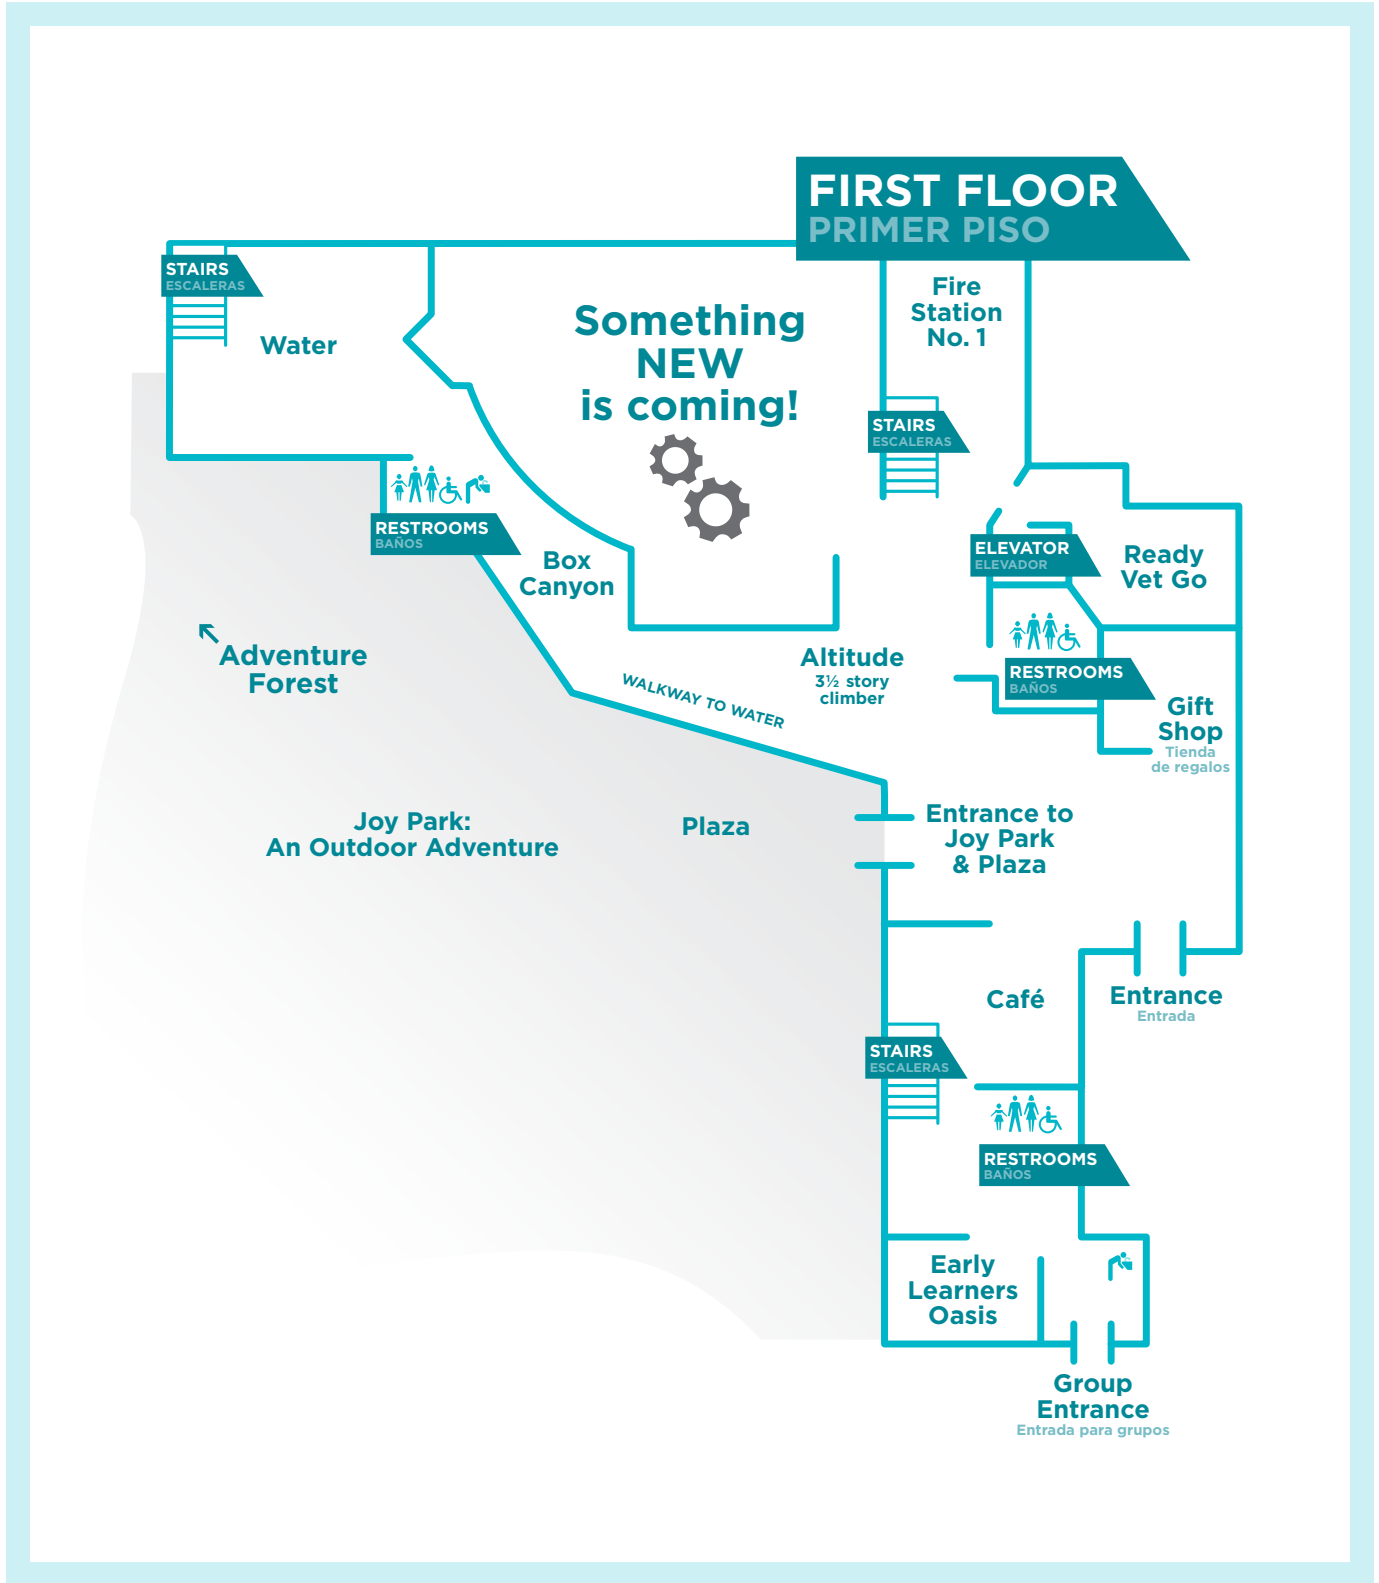 FIRST FLOOR
PRIMER PISO
STAIRS
ESCALERAS
Water
Something
NEW
is coming!
Fire
Station
No. 1
STAIRS
ESCALERAS
RESTROOMS
BAÑOS
Box
Canyon
ELEVATOR
ELEVADOR
Ready
Vet Go
Adventure
Forest
WALKWAY TO WATER
Altitude
3½ story
climber
RESTROOMS
BAÑOS
Gift
Shop
Tienda
de regalos
Joy Park:
An Outdoor Adventure
Plaza
Entrance to
Joy Park
& Plaza
Café
Entrance
Entrada
STAIRS
ESCALERAS
RESTROOMS
BAÑOS
Early
Learners
Oasis
Group
Entrance
Entrada para grupos